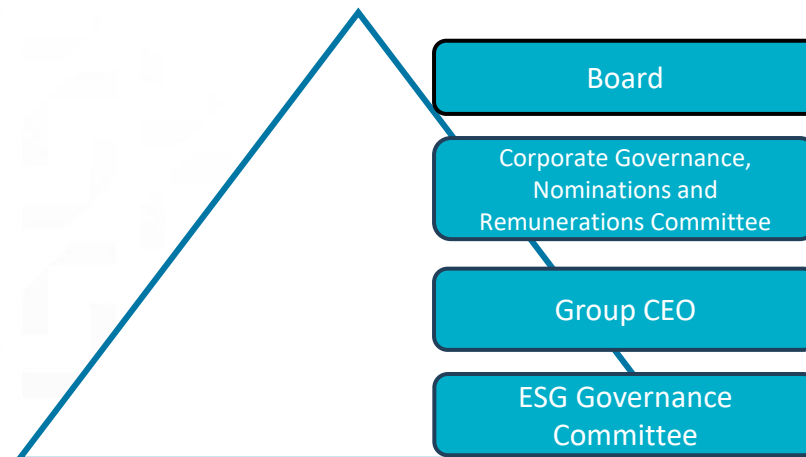 Board
Corporate Governance,
Nominations and
Remunerations Committee
Group CEO
ESG Governance
Committee